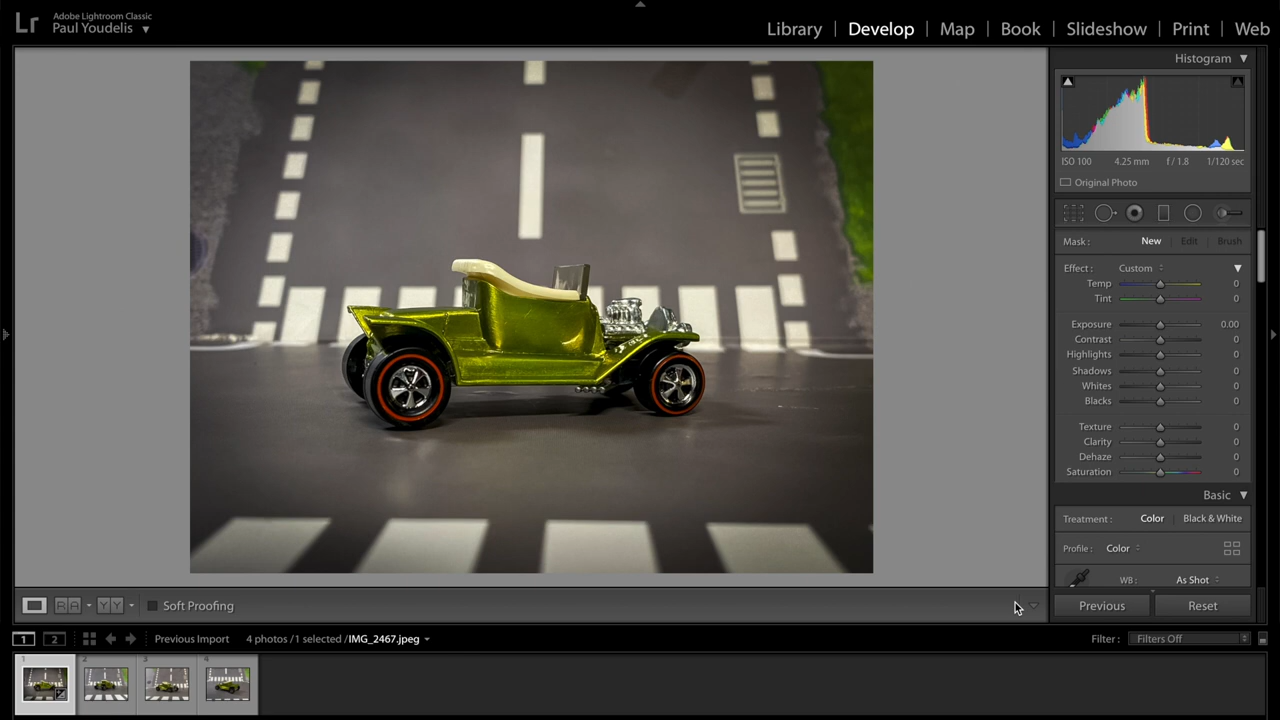 Lr
Adobe Lightroom Classic
Paul Youdelis
Library | Develop | Map | Book | Slideshow | Print | Web
Histogram
ISO 100 4.25 mm f / 1.8 1/120 sec
Original Photo
Mask : New Edit Brush
Effect : Custom
Temp 0
Tint 0
Exposure 0.00
Contrast 0
Highlights 0
Shadows 0
Whites 0
Blacks 0
Texture 0
Clarity 0
Dehaze 0
Saturation 0
Basic
Treatment : Color Black & White
Profile : Color
WB : As Shot
Previous Reset
R A Y Y Soft Proofing
1 2 Previous Import 4 photos / 1 selected / IMG_2467.jpeg Filter : Filters Off
1 2 3 4